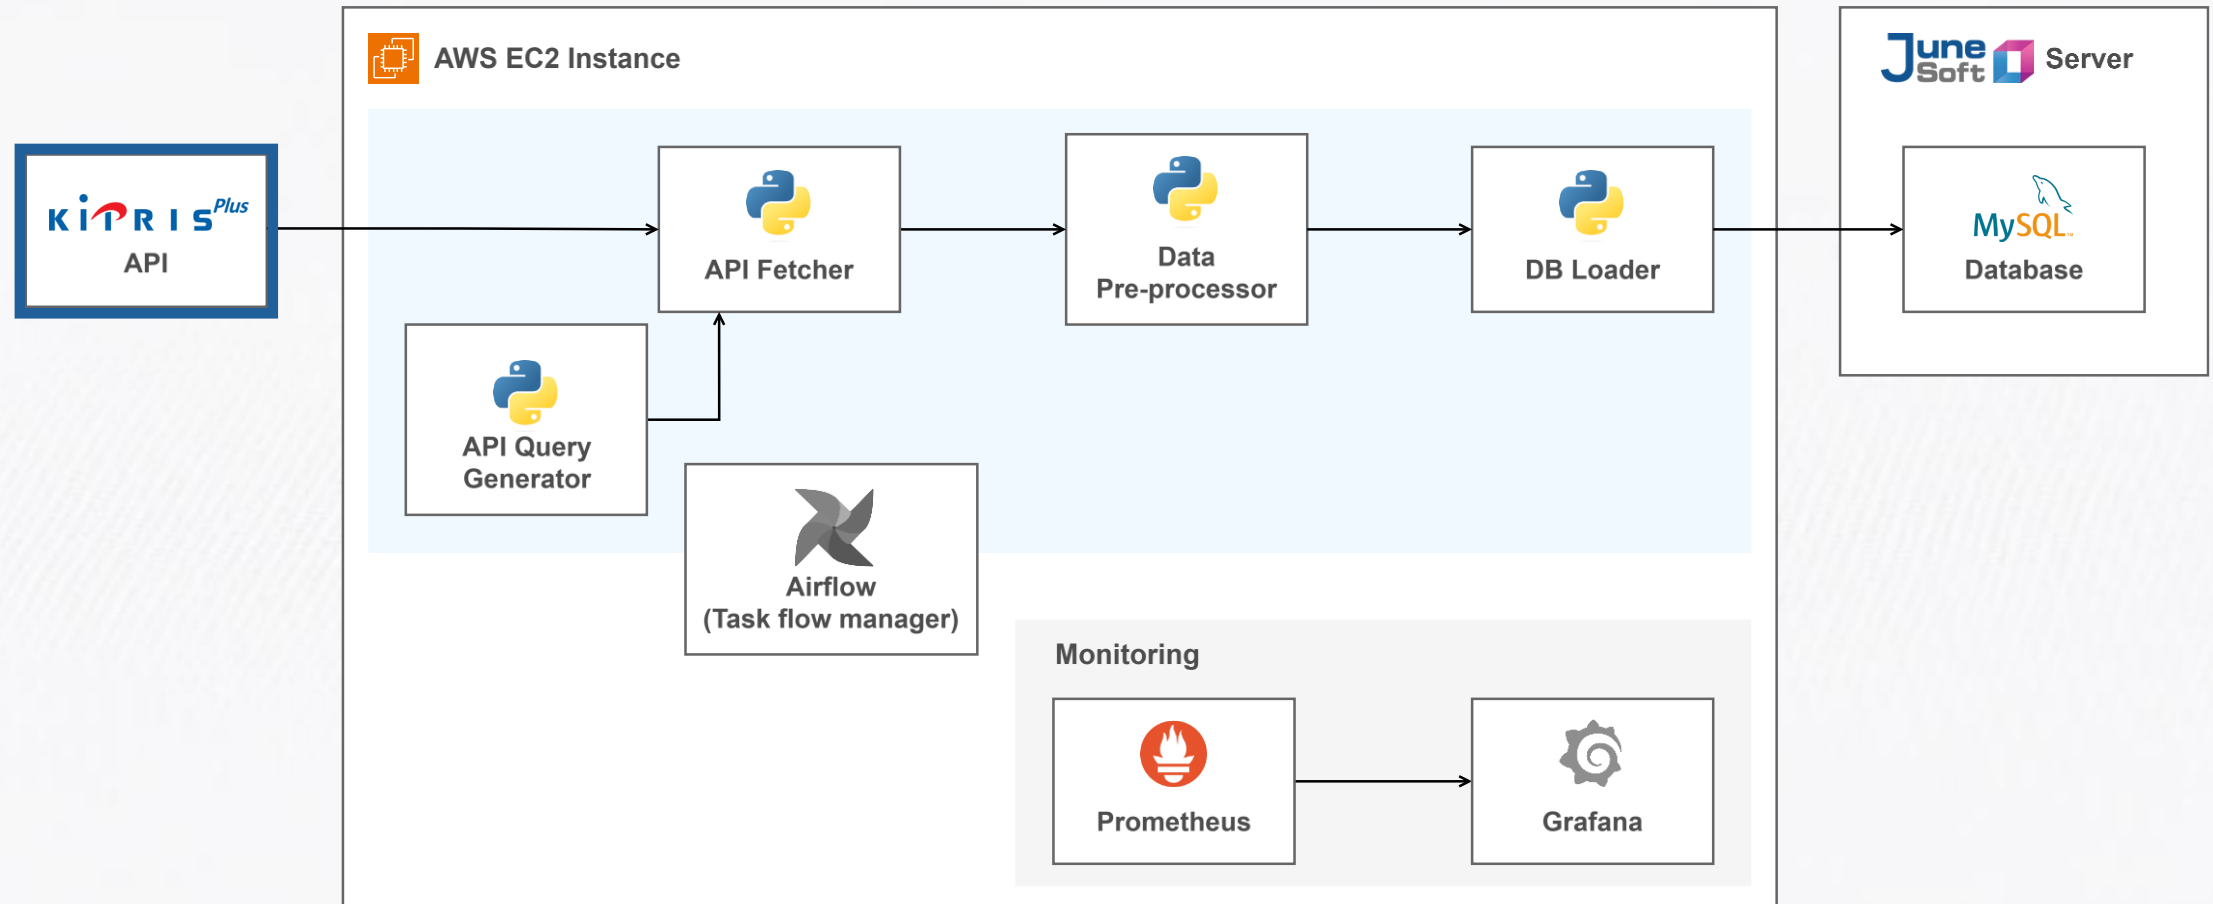 AWS EC2 Instance
June
Soft
Server
KIPRIS Plus
API
API Fetcher
Data
Pre-processor
DB Loader
MySQL
Database
API Query
Generator
Airflow
(Task flow manager)
Monitoring
Prometheus
Grafana